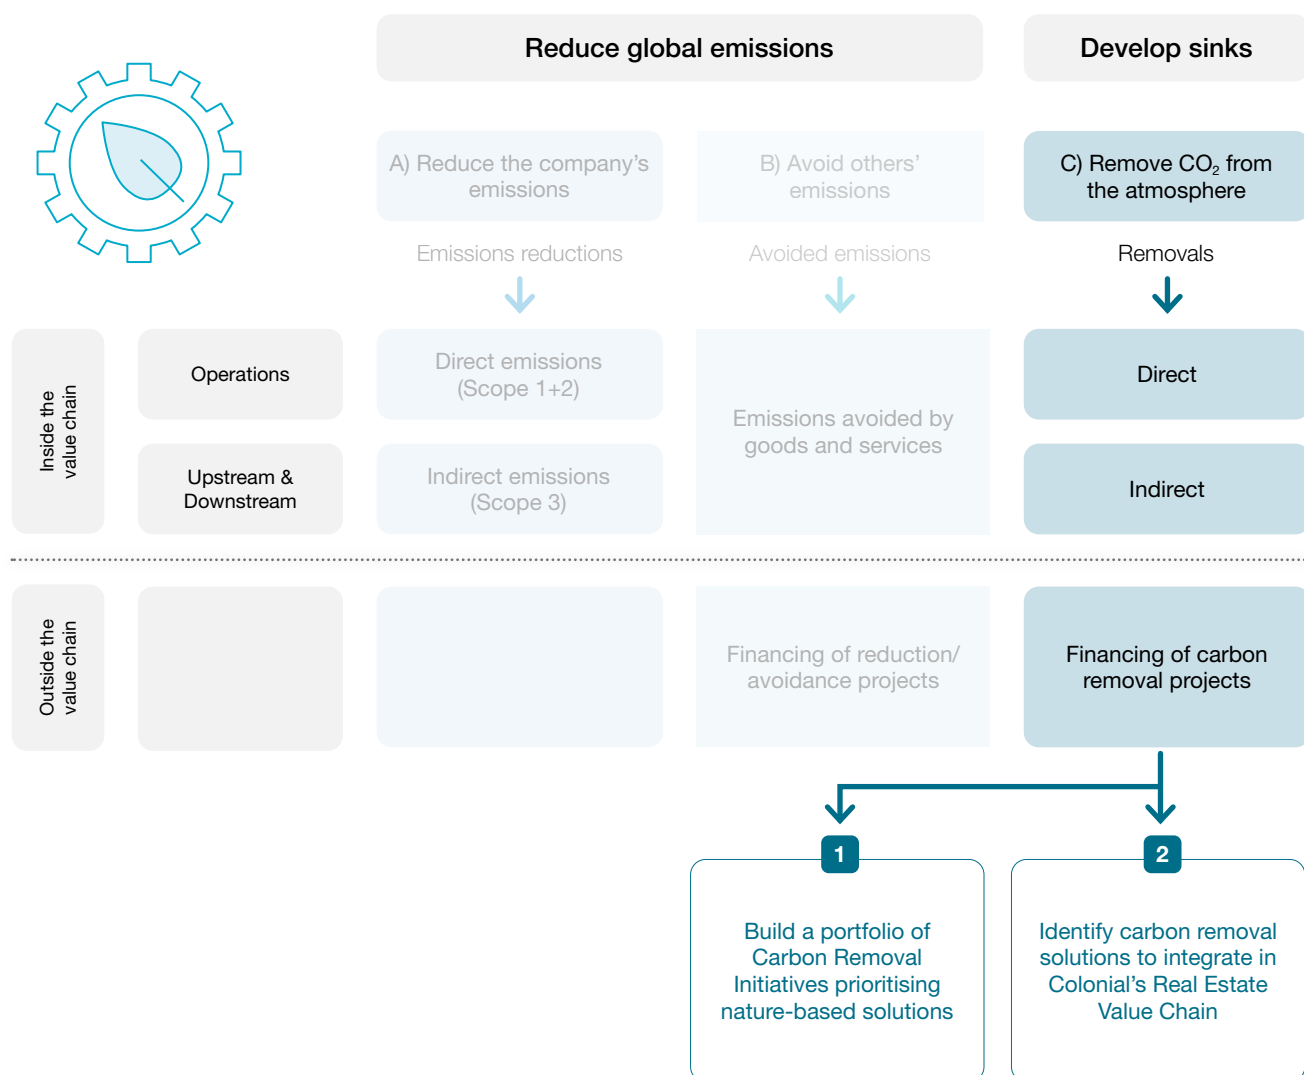 Reduce global emissions
Develop sinks
A) Reduce the company’s
emissions
B) Avoid others’
emissions
C) Remove CO₂ from
the atmosphere
Emissions reductions
Avoided emissions
Removals
Inside the
value chain
Operations
Direct emissions
(Scope 1+2)
Emissions avoided by
goods and services
Direct
Upstream &
Downstream
Indirect emissions
(Scope 3)
Indirect
Outside the
value chain
Financing of reduction/
avoidance projects
Financing of carbon
removal projects
1
Build a portfolio of
Carbon Removal
Initiatives prioritising
nature-based solutions
2
Identify carbon removal
solutions to integrate in
Colonial’s Real Estate
Value Chain